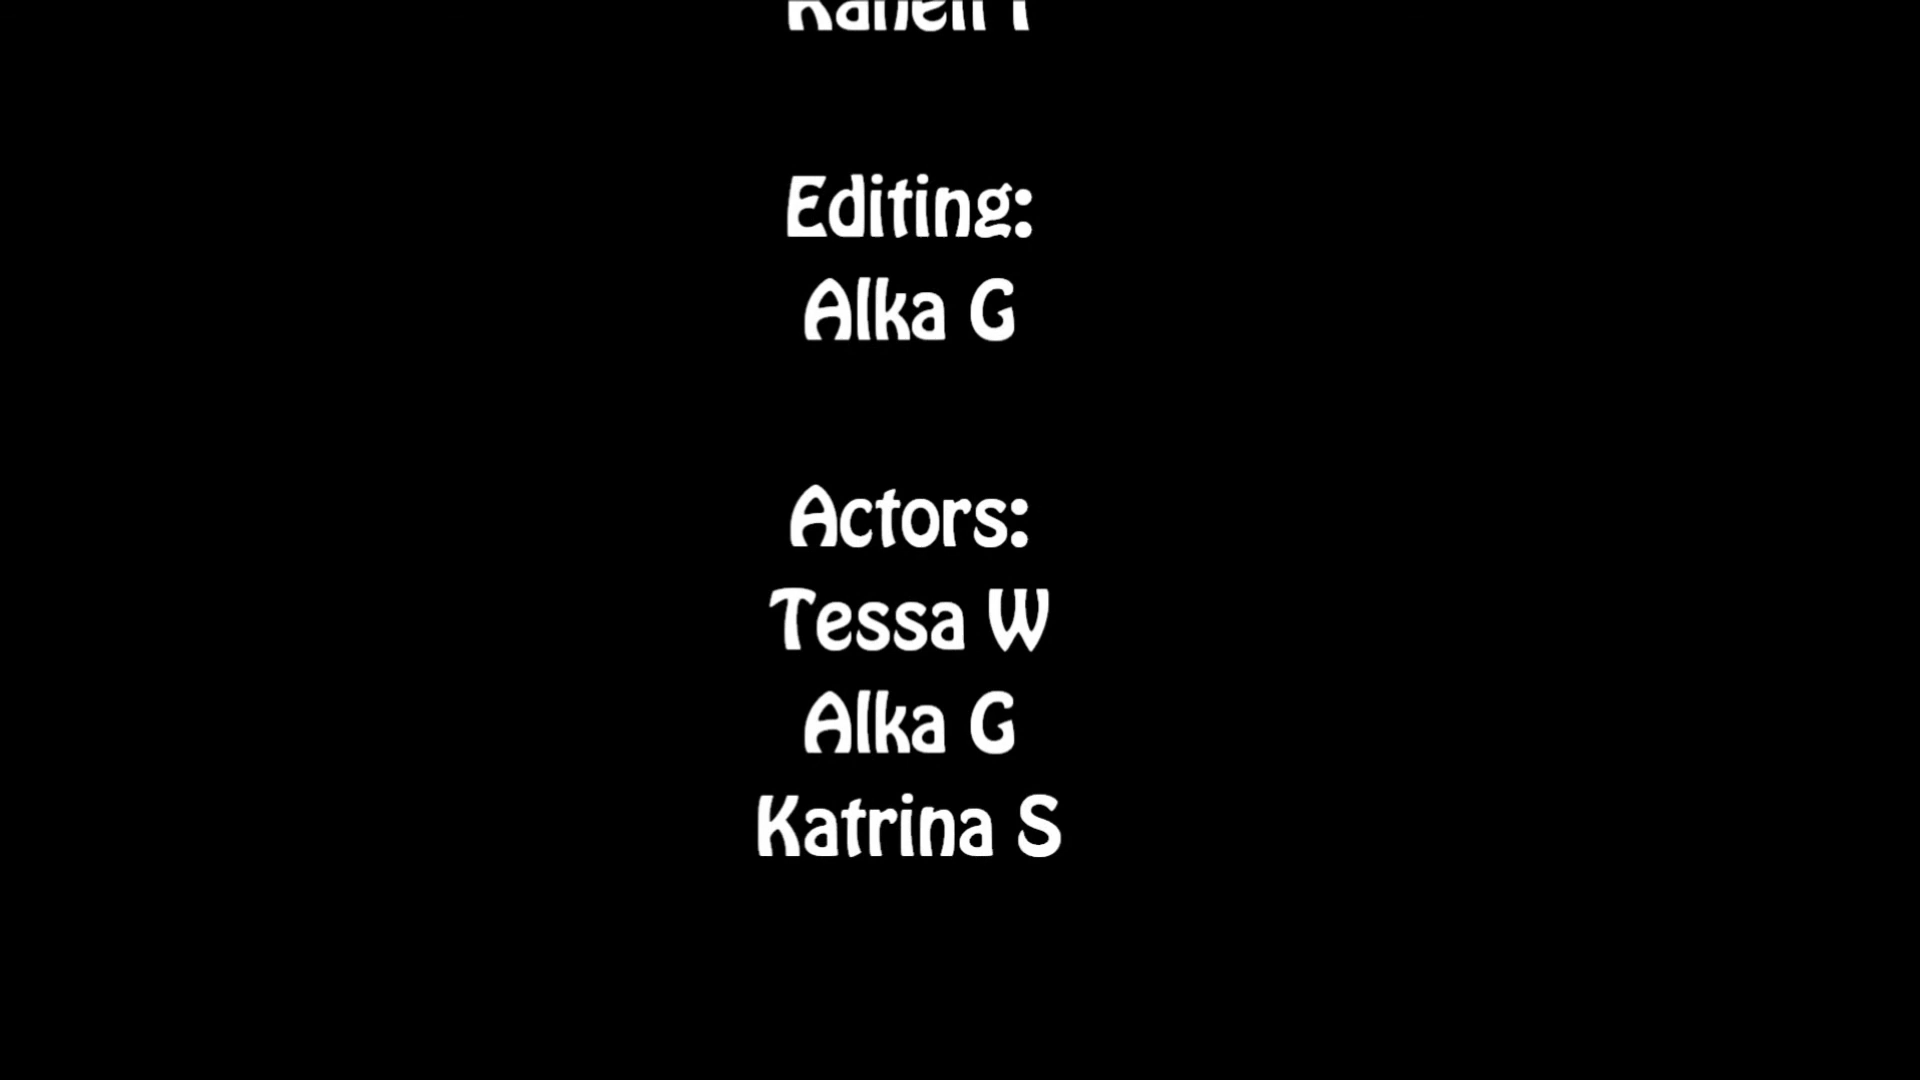 Editing:
Alka G
Actors:
Tessa W
Alka G
Katrina S